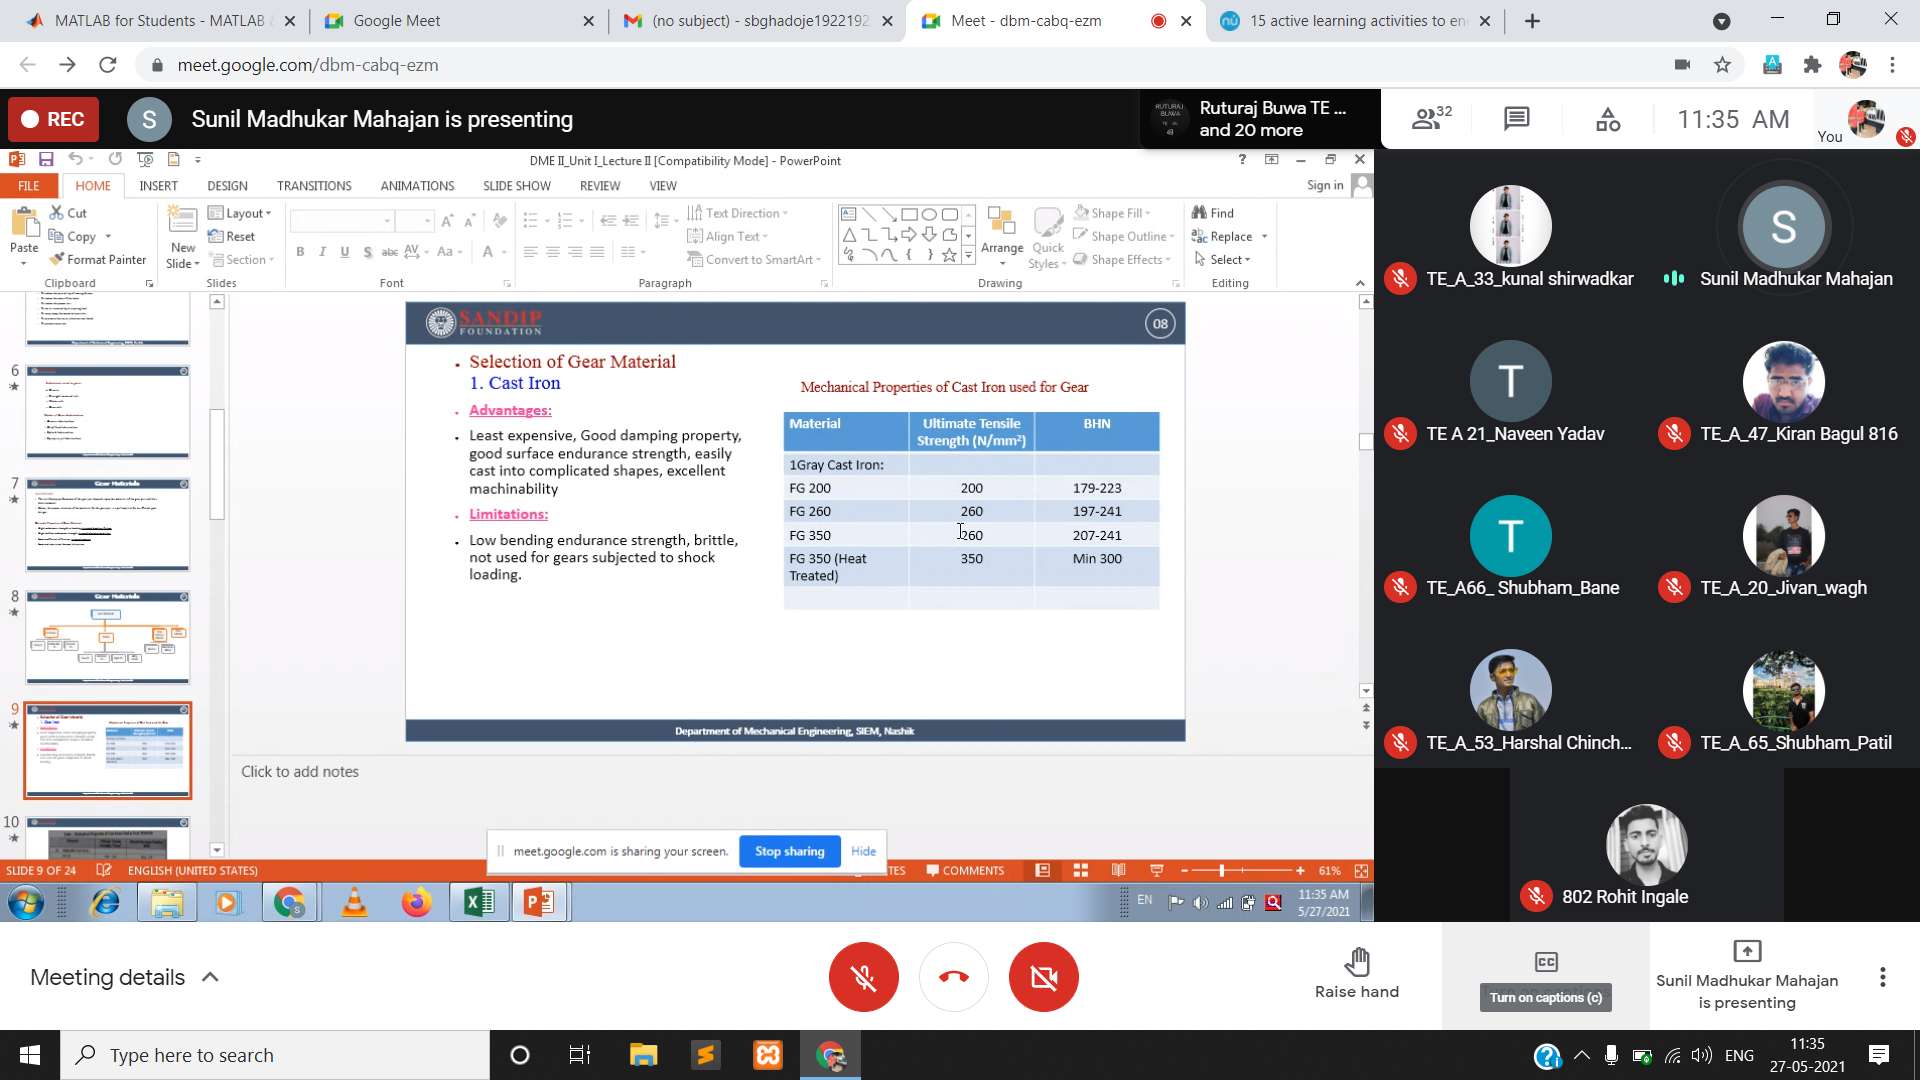 MATLAB for Students - MATLAB &
Google Meet
(no subject) - sbghadoje1922192
Meet - dbm-cabq-ezm
15 active learning activities to en
meet.google.com/dbm-cabq-ezm
REC
S
Sunil Madhukar Mahajan is presenting
RUTURAJ
BUWA
Ruturaj Buwa TE ...
and 20 more
32
11:35 AM
You
DME II_Unit I_Lecture II [Compatibility Mode] - PowerPoint
FILE HOME INSERT DESIGN TRANSITIONS ANIMATIONS SLIDE SHOW REVIEW VIEW
Sign in
Paste
Cut
Copy
Format Painter
Clipboard
New
Slide
Layout
Reset
Section
Slides
Font
Text Direction
Align Text
Convert to SmartArt
Paragraph
Arrange
Quick
Styles
Shape Fill
Shape Outline
Shape Effects
Drawing
Find
Replace
Select
Editing
6
7
Gear Materials
8
Gear Materials
9
10
SANDIP
FOUNDATION
08
Selection of Gear Material
1. Cast Iron
Advantages:
Least expensive, Good damping property,
good surface endurance strength, easily
cast into complicated shapes, excellent
machinability
Limitations:
Low bending endurance strength, brittle,
not used for gears subjected to shock
loading.
Mechanical Properties of Cast Iron used for Gear
Material Ultimate Tensile Strength (N/mm²) BHN
1Gray Cast Iron:
FG 200 200 179-223
FG 260 260 197-241
FG 350 260 207-241
FG 350 (Heat Treated) 350 Min 300
Department of Mechanical Engineering, SIEM, Nashik
Click to add notes
meet.google.com is sharing your screen.
Stop sharing
Hide
SLIDE 9 OF 24
ENGLISH (UNITED STATES)
TES
COMMENTS
61%
EN
11:35 AM
5/27/2021
TE_A_33_kunal shirwadkar
S
Sunil Madhukar Mahajan
T
TE A 21_Naveen Yadav
TE_A_47_Kiran Bagul 816
T
TE_A66_ Shubham_Bane
TE_A_20_Jivan_wagh
TE_A_53_Harshal Chinch...
TE_A_65_Shubham_Patil
802 Rohit Ingale
Meeting details
Raise hand
Turn on captions (c)
Sunil Madhukar Mahajan
is presenting
Type here to search
ENG
11:35
27-05-2021